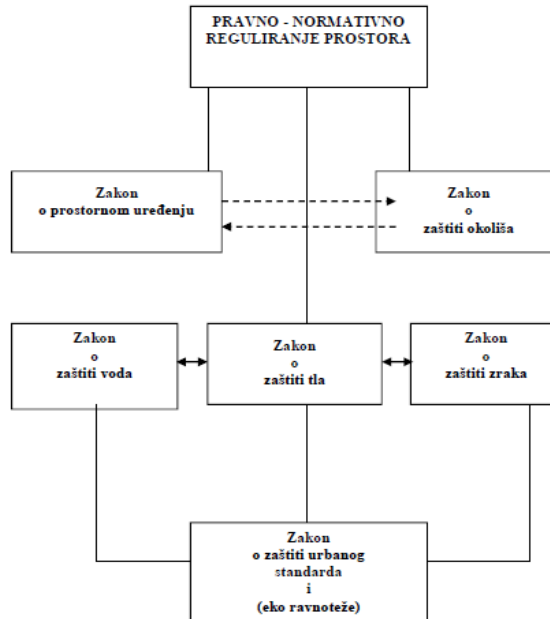 PRAVNO - NORMATIVNO
REGULIRANJE PROSTORA
Zakon
o prostornom uređenju
Zakon
o
zaštiti okoliša
Zakon
o
zaštiti voda
Zakon
o
zaštiti tla
Zakon
o
zaštiti zraka
Zakon
o zaštiti urbanog
standarda
i
(eko ravnoteže)